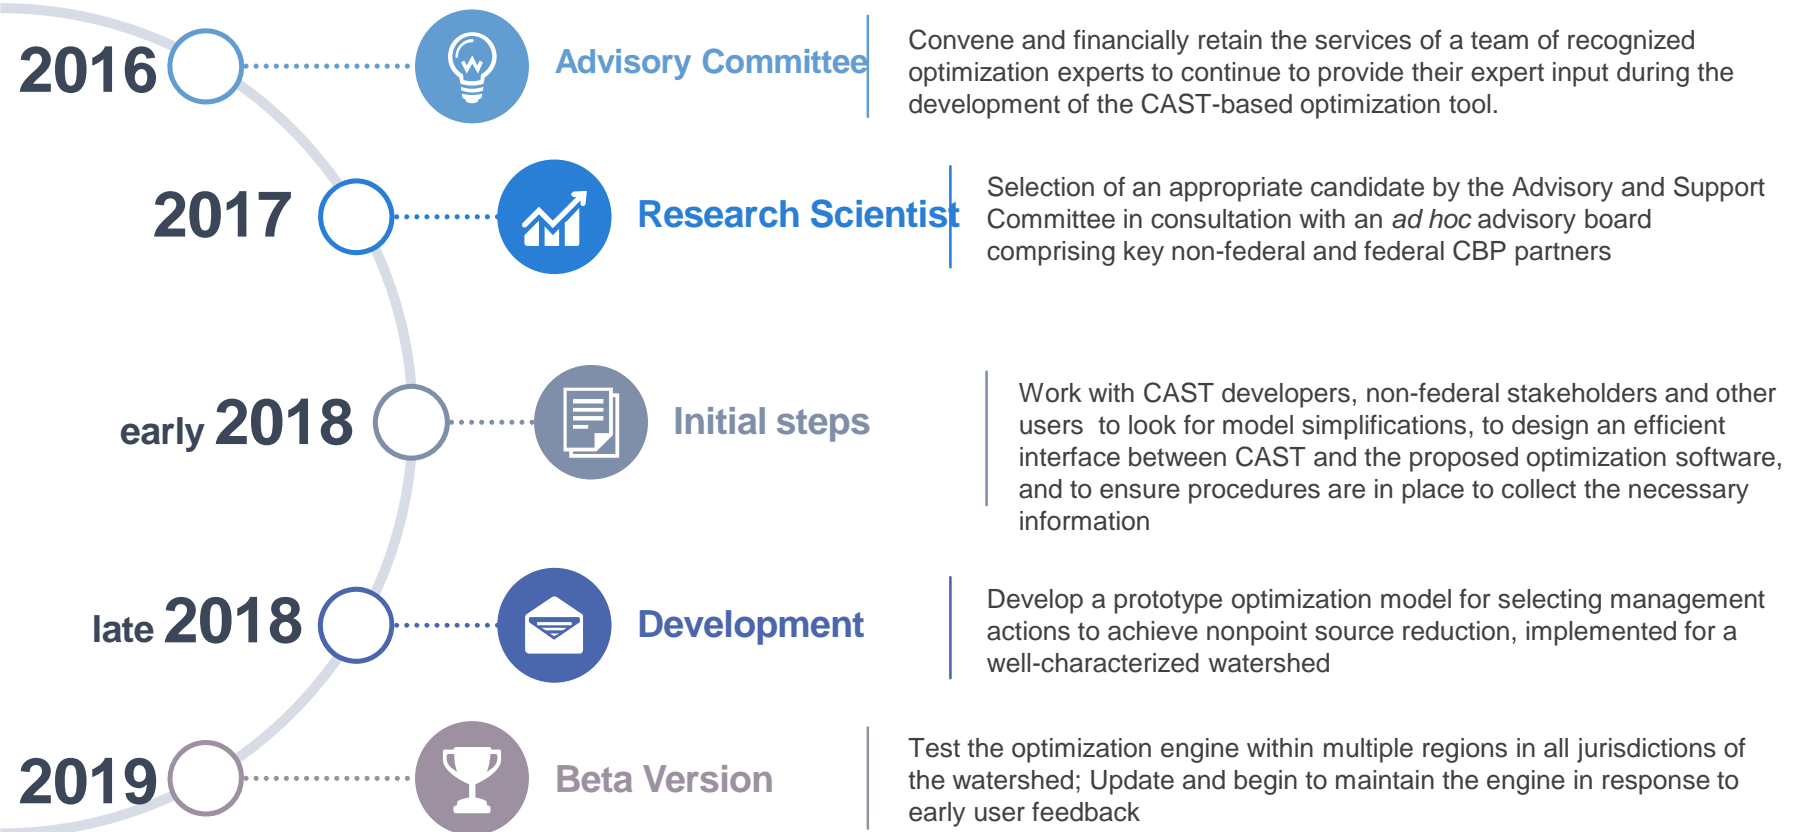 2016
Advisory Committee
Convene and financially retain the services of a team of recognized
optimization experts to continue to provide their expert input during the
development of the CAST-based optimization tool.
2017
Research Scientist
Selection of an appropriate candidate by the Advisory and Support
Committee in consultation with an ad hoc advisory board
comprising key non-federal and federal CBP partners
early 2018
Initial steps
Work with CAST developers, non-federal stakeholders and other
users  to look for model simplifications, to design an efficient
interface between CAST and the proposed optimization software,
and to ensure procedures are in place to collect the necessary
information
late 2018
Development
Develop a prototype optimization model for selecting management
actions to achieve nonpoint source reduction, implemented for a
well-characterized watershed
2019
Beta Version
Test the optimization engine within multiple regions in all jurisdictions of
the watershed; Update and begin to maintain the engine in response to
early user feedback